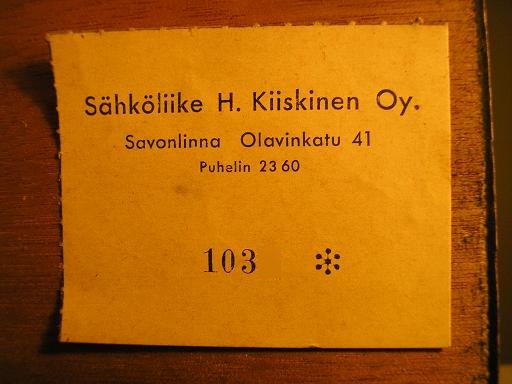 Sähköliike H. Kiiskinen Oy.
Savonlinna Olavinkatu 41
Puhelin 23 60
103 ✻